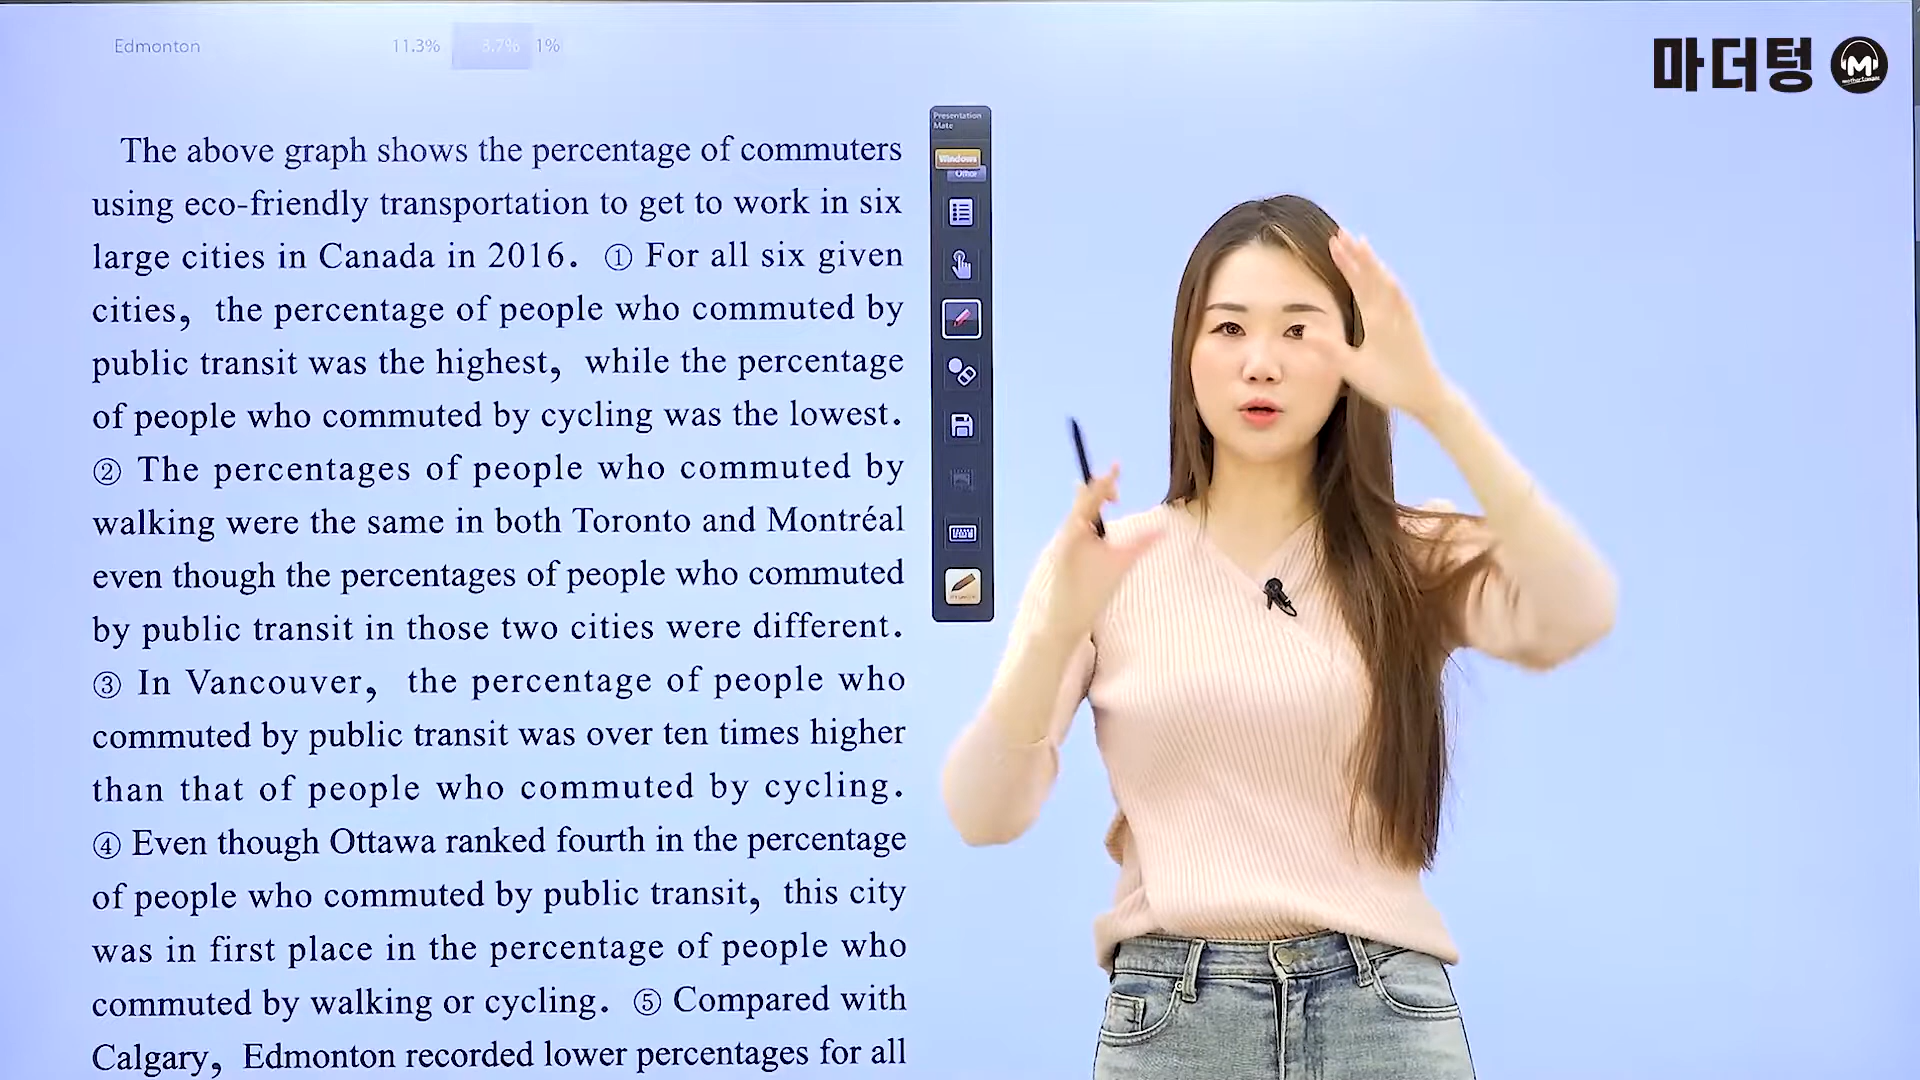 Edmonton 11.3% 3.7% 1%
마더텅 M
The above graph shows the percentage of commuters
using eco-friendly transportation to get to work in six
large cities in Canada in 2016. ① For all six given
cities, the percentage of people who commuted by
public transit was the highest, while the percentage
of people who commuted by cycling was the lowest.
② The percentages of people who commuted by
walking were the same in both Toronto and Montréal
even though the percentages of people who commuted
by public transit in those two cities were different.
③ In Vancouver, the percentage of people who
commuted by public transit was over ten times higher
than that of people who commuted by cycling.
④ Even though Ottawa ranked fourth in the percentage
of people who commuted by public transit, this city
was in first place in the percentage of people who
commuted by walking or cycling. ⑤ Compared with
Calgary, Edmonton recorded lower percentages for all
Presentation
Mate
Windows
Office